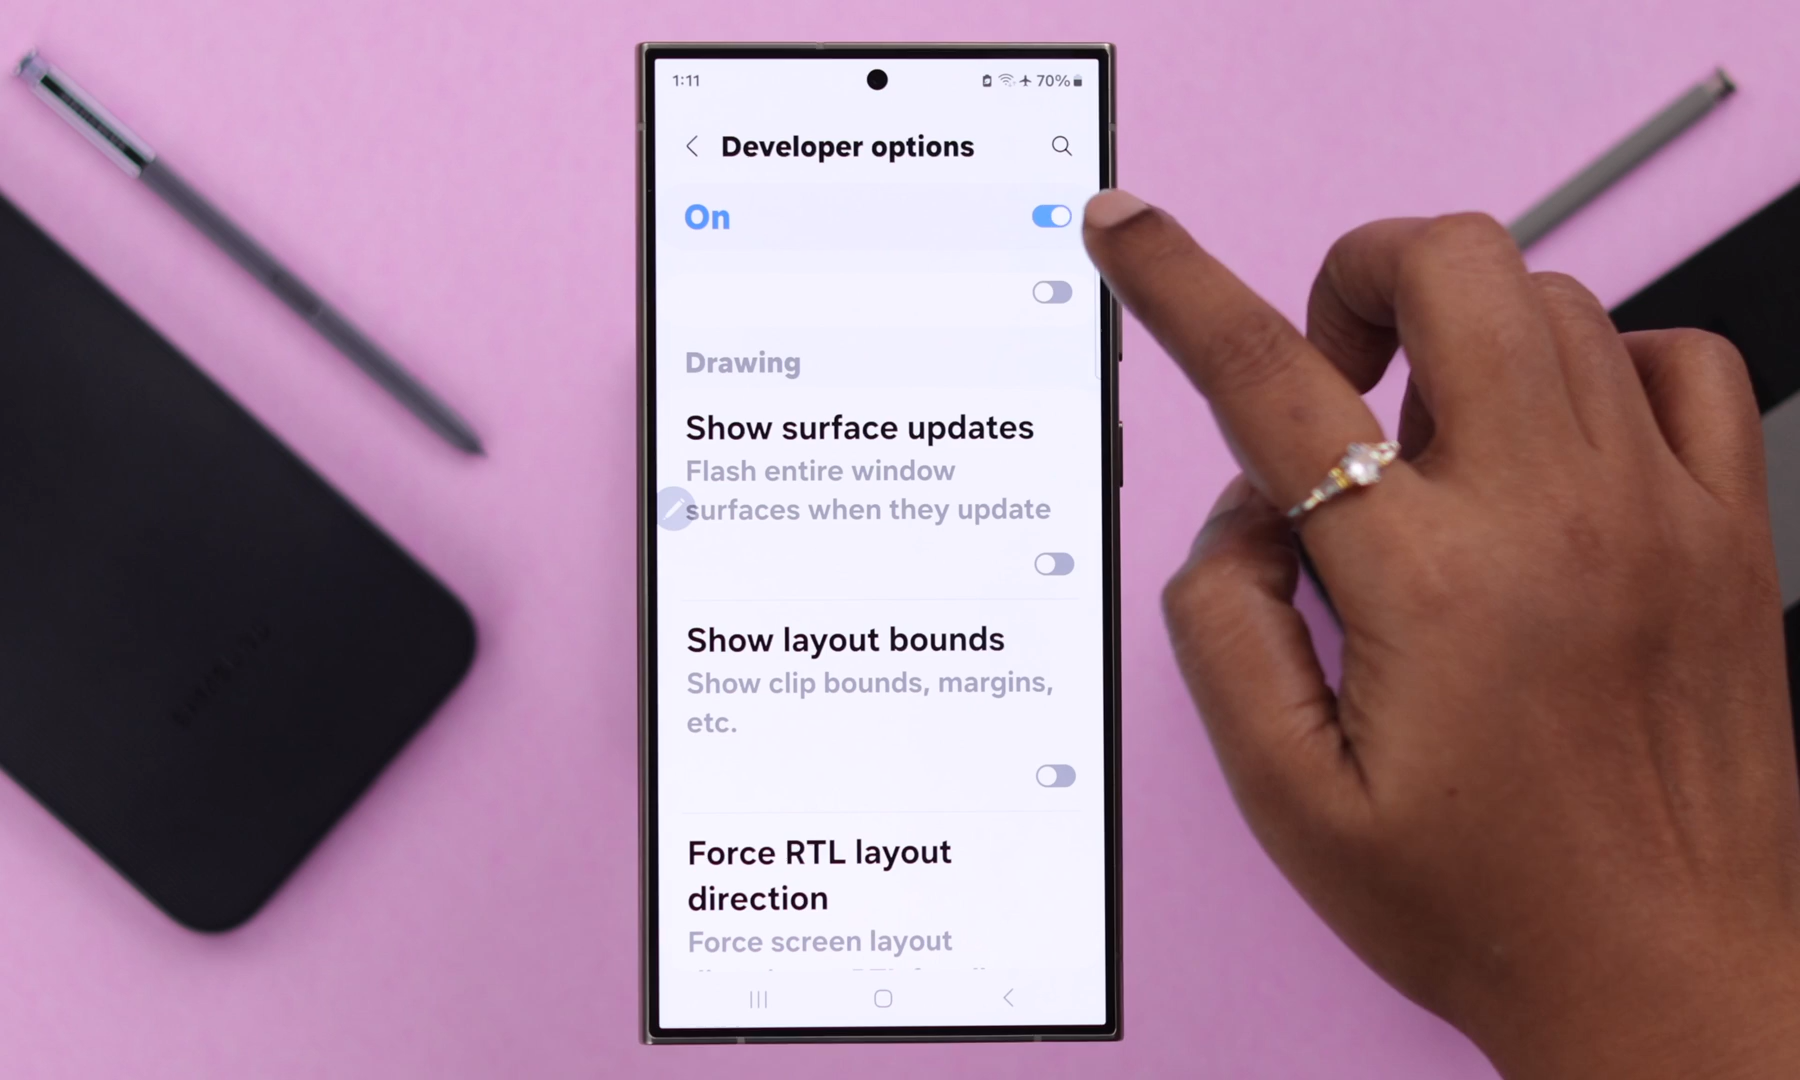 1:11
70%
Developer options
On
Drawing
Show surface updates
Flash entire window
surfaces when they update
Show layout bounds
Show clip bounds, margins,
etc.
Force RTL layout
direction
Force screen layout